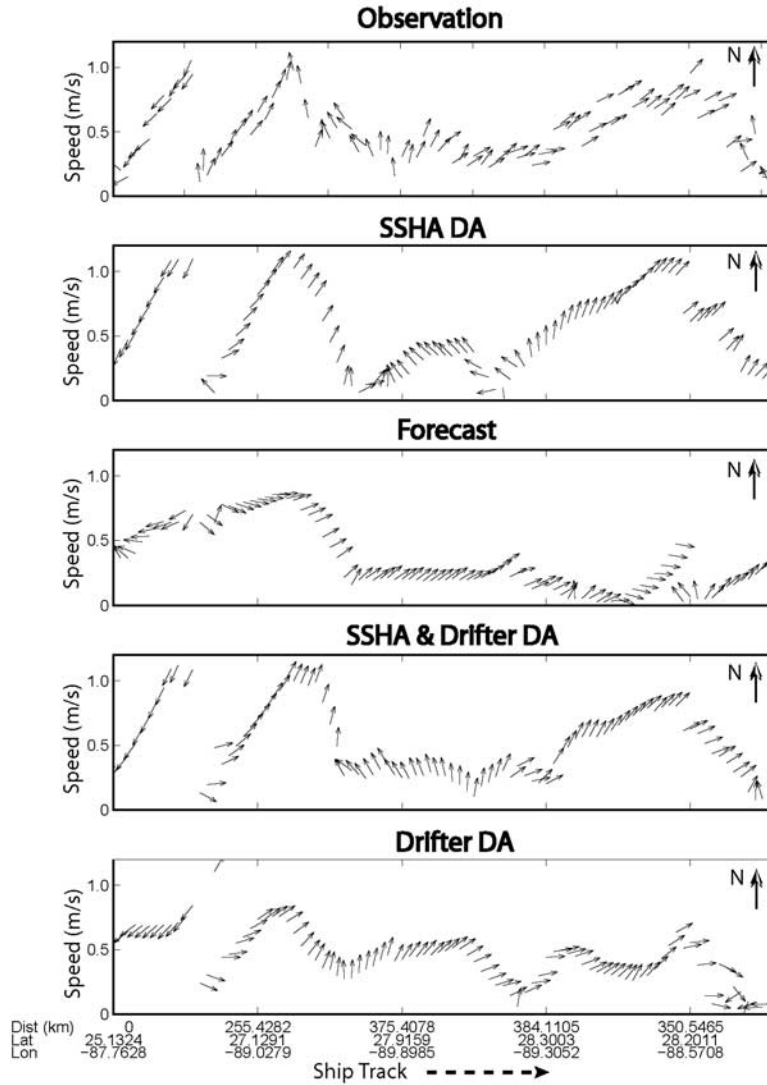 Observation
N
Speed (m/s)
1.0
0.5
0
SSHA DA
N
Speed (m/s)
1.0
0.5
0
Forecast
N
Speed (m/s)
1.0
0.5
0
SSHA & Drifter DA
N
Speed (m/s)
1.0
0.5
0
Drifter DA
N
Speed (m/s)
1.0
0.5
0
Dist (km) 0 255.4282 375.4078 384.1105 350.5465
Lat 25.1324 27.1291 27.9159 28.3003 28.2011
Lon −87.7628 −89.0279 −89.8985 −89.3052 −88.5708
Ship Track